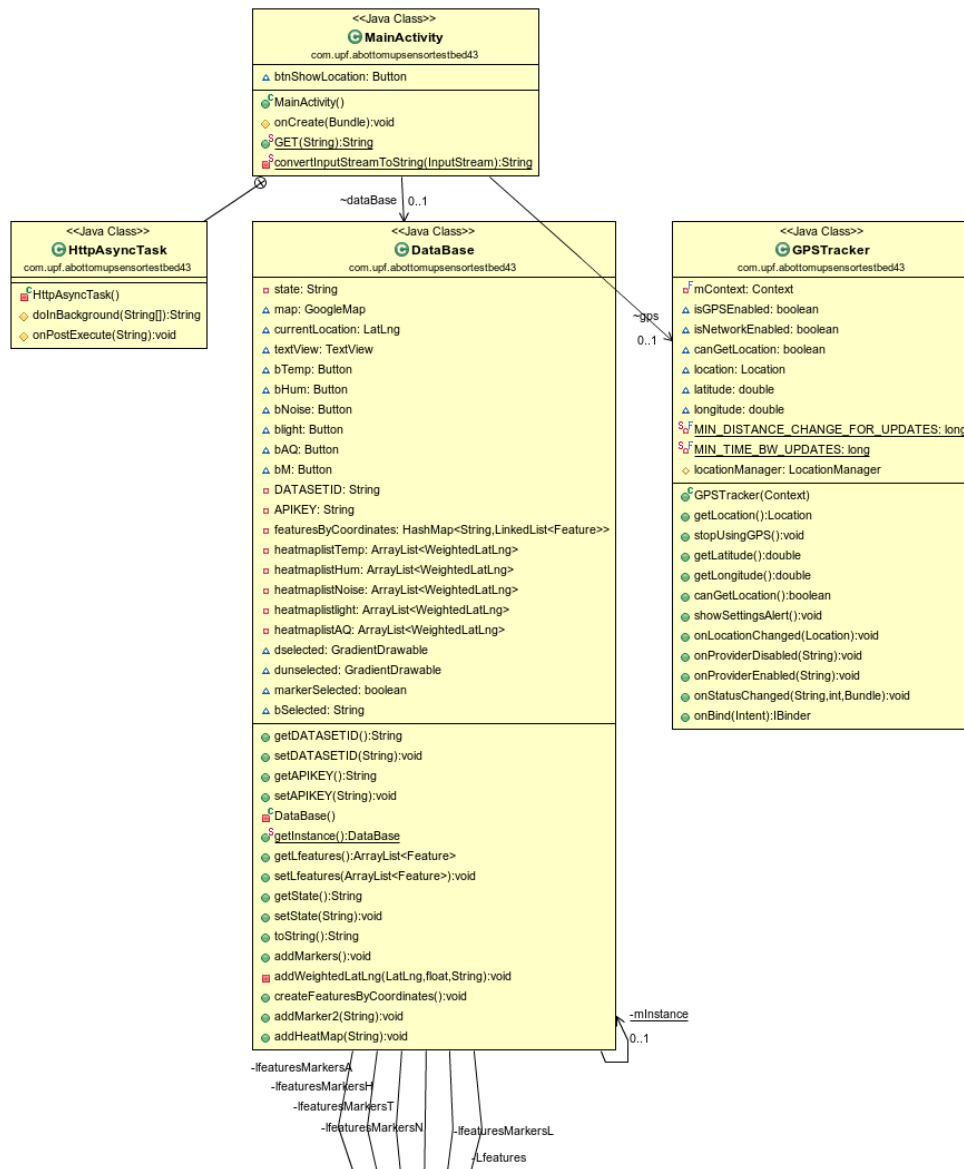 <<Java Class>>
MainActivity
com.upf.abottomupsensortestbed43
btnShowLocation: Button
MainActivity()
onCreate(Bundle):void
GET(String):String
convertInputStreamToString(InputStream):String
~dataBase
0..1
<<Java Class>>
HttpAsyncTask
com.upf.abottomupsensortestbed43
HttpAsyncTask()
doInBackground(String[]):String
onPostExecute(String):void
<<Java Class>>
DataBase
com.upf.abottomupsensortestbed43
state: String
map: GoogleMap
currentLocation: LatLng
textView: TextView
bTemp: Button
bHum: Button
bNoise: Button
blight: Button
bAQ: Button
bM: Button
DATASETID: String
APIKEY: String
featuresByCoordinates: HashMap<String,LinkedList<Feature>>
heatmaplistTemp: ArrayList<WeightedLatLng>
heatmaplistHum: ArrayList<WeightedLatLng>
heatmaplistNoise: ArrayList<WeightedLatLng>
heatmaplistlight: ArrayList<WeightedLatLng>
heatmaplistAQ: ArrayList<WeightedLatLng>
dselected: GradientDrawable
dunselected: GradientDrawable
markerSelected: boolean
bSelected: String
getDATASETID():String
setDATASETID(String):void
getAPIKEY():String
setAPIKEY(String):void
DataBase()
getInstance():DataBase
getLfeatures():ArrayList<Feature>
setLfeatures(ArrayList<Feature>):void
getState():String
setState(String):void
toString():String
addMarkers():void
addWeightedLatLng(LatLng,float,String):void
createFeaturesByCoordinates():void
addMarker2(String):void
addHeatMap(String):void
~gps
0..1
<<Java Class>>
GPSTracker
com.upf.abottomupsensortestbed43
mContext: Context
isGPSEnabled: boolean
isNetworkEnabled: boolean
canGetLocation: boolean
location: Location
latitude: double
longitude: double
MIN_DISTANCE_CHANGE_FOR_UPDATES: long
MIN_TIME_BW_UPDATES: long
locationManager: LocationManager
GPSTracker(Context)
getLocation():Location
stopUsingGPS():void
getLatitude():double
getLongitude():double
canGetLocation():boolean
showSettingsAlert():void
onLocationChanged(Location):void
onProviderDisabled(String):void
onProviderEnabled(String):void
onStatusChanged(String,int,Bundle):void
onBind(Intent):IBinder
-mInstance
0..1
-lfeaturesMarkersA
-lfeaturesMarkersH
-lfeaturesMarkersT
-lfeaturesMarkersN
-lfeaturesMarkersL
-Lfeatures